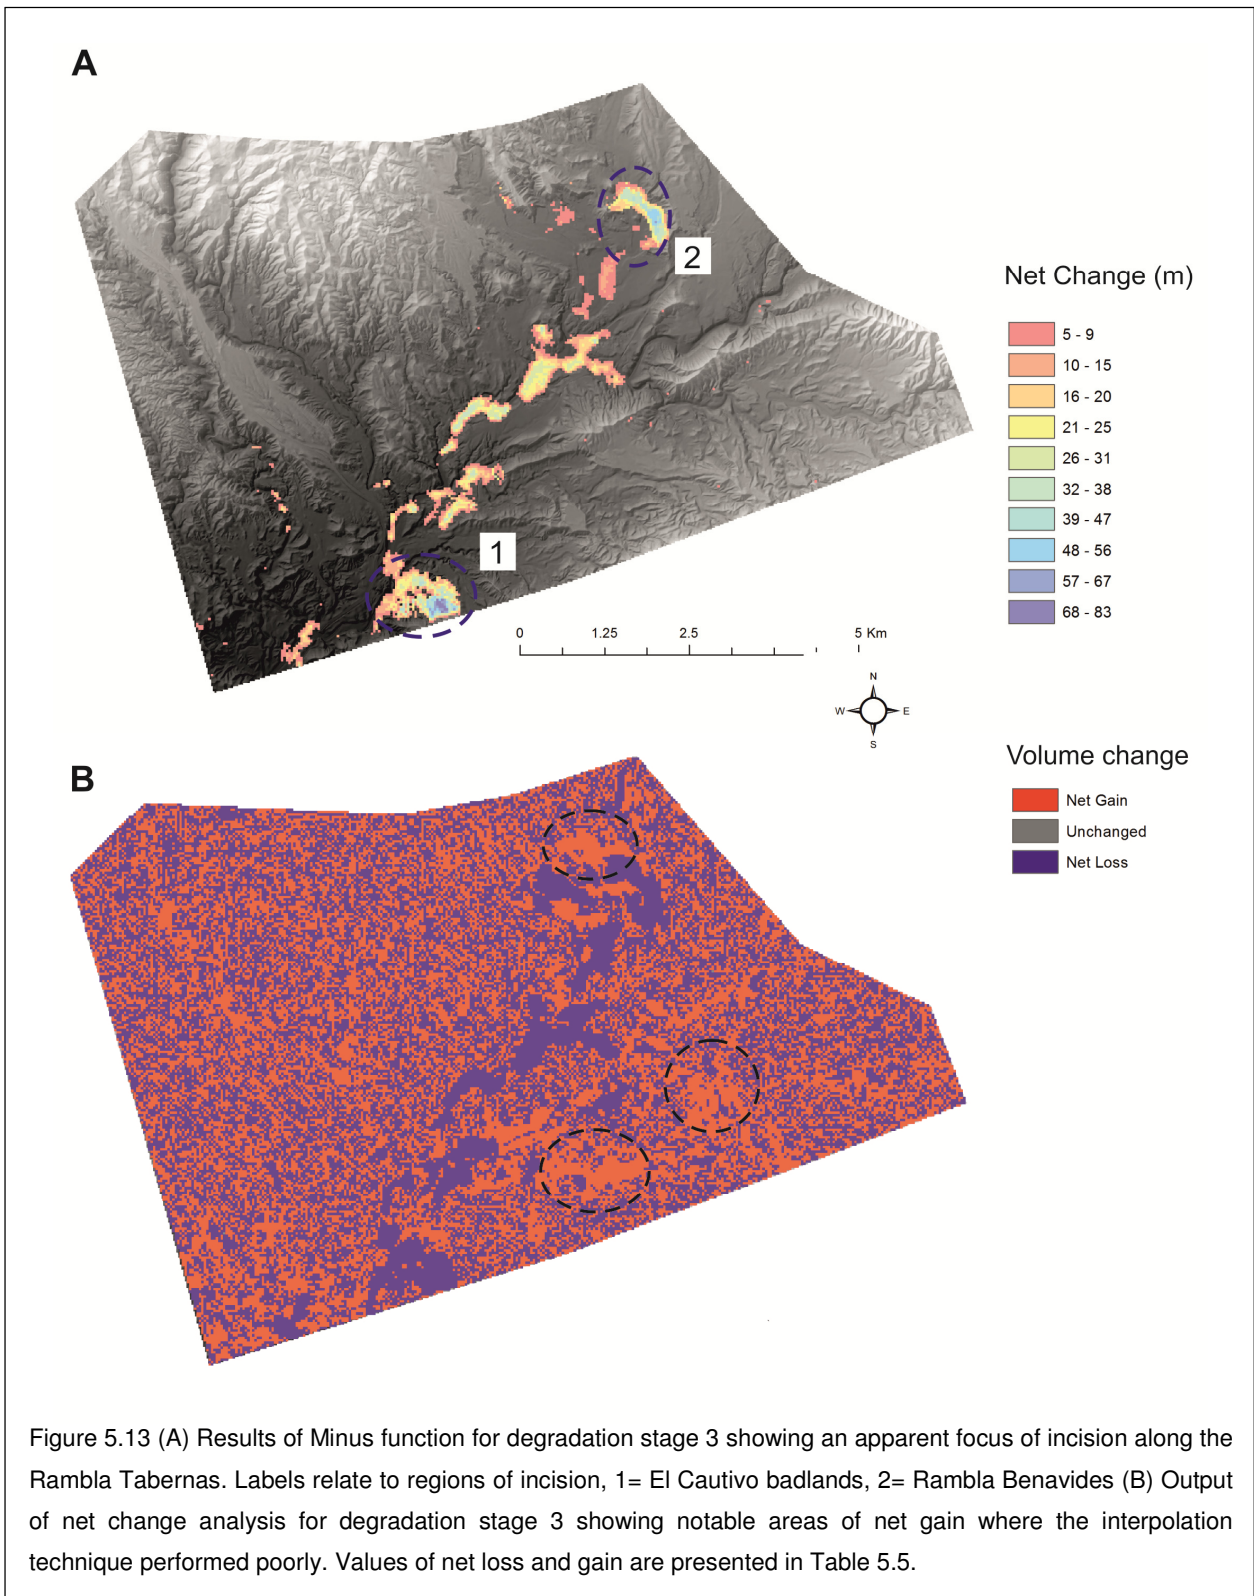 A
2
Net Change (m)
5 - 9
10 - 15
16 - 20
21 - 25
26 - 31
32 - 38
39 - 47
48 - 56
57 - 67
68 - 83
1
0 1.25 2.5 5 Km
N
W E
S
Volume change
Net Gain
Unchanged
Net Loss
B
Figure 5.13 (A) Results of Minus function for degradation stage 3 showing an apparent focus of incision along the
Rambla Tabernas. Labels relate to regions of incision, 1= El Cautivo badlands, 2= Rambla Benavides (B) Output
of net change analysis for degradation stage 3 showing notable areas of net gain where the interpolation
technique performed poorly. Values of net loss and gain are presented in Table 5.5.